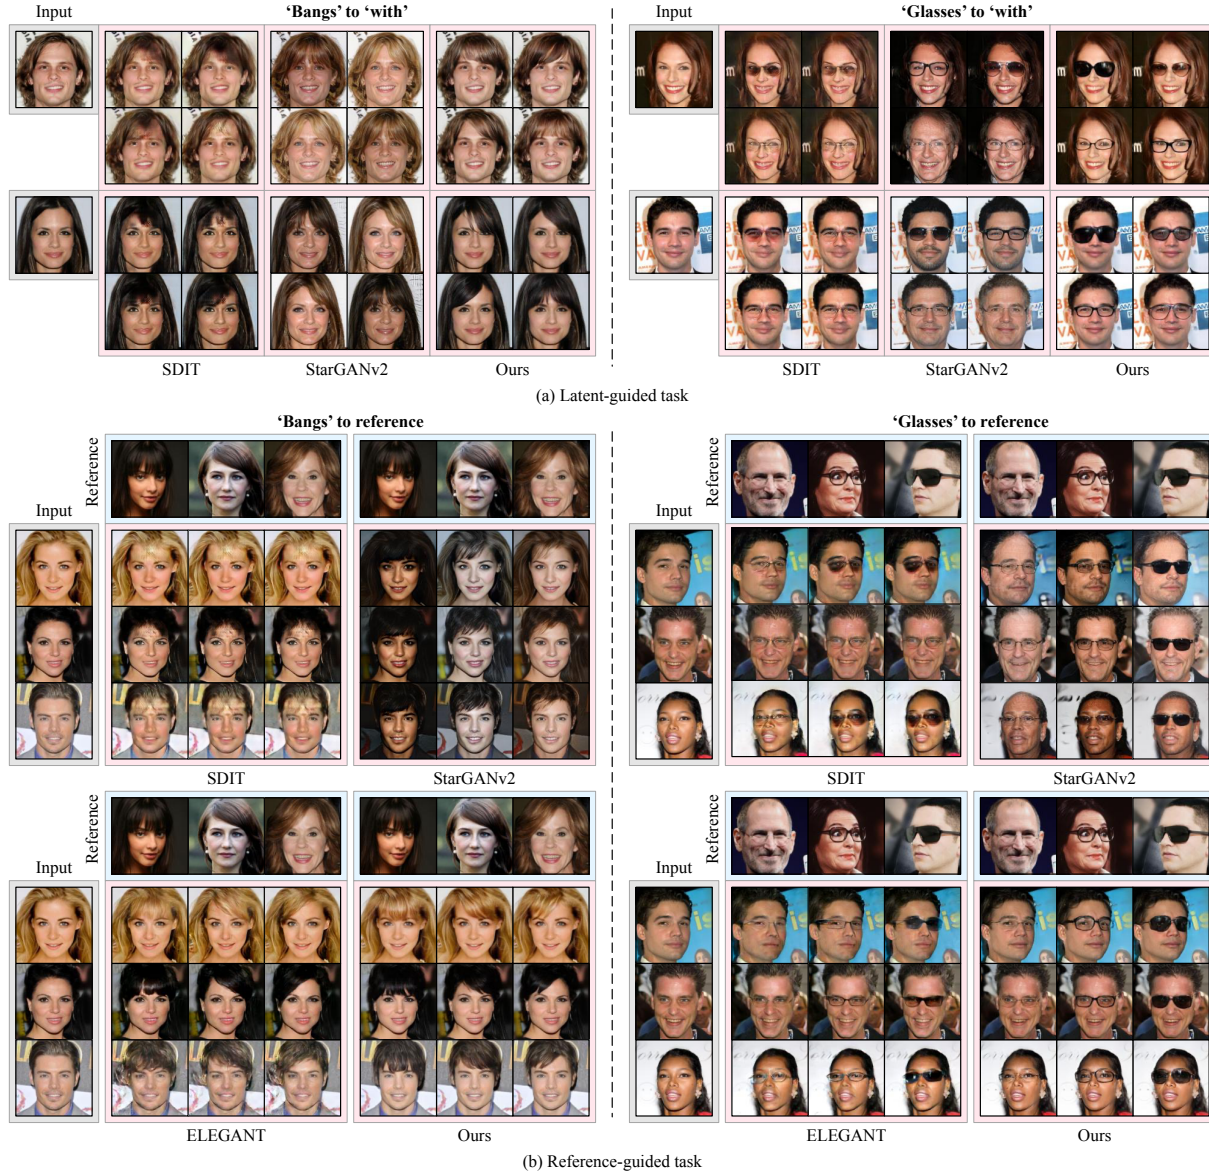 Input
‘Bangs’ to ‘with’
Input
‘Glasses’ to ‘with’
SDIT
StarGANv2
Ours
SDIT
StarGANv2
Ours
(a) Latent-guided task
‘Bangs’ to reference
‘Glasses’ to reference
Reference
Input
Reference
Input
SDIT
StarGANv2
SDIT
StarGANv2
Reference
Input
Reference
Input
ELEGANT
Ours
ELEGANT
Ours
(b) Reference-guided task